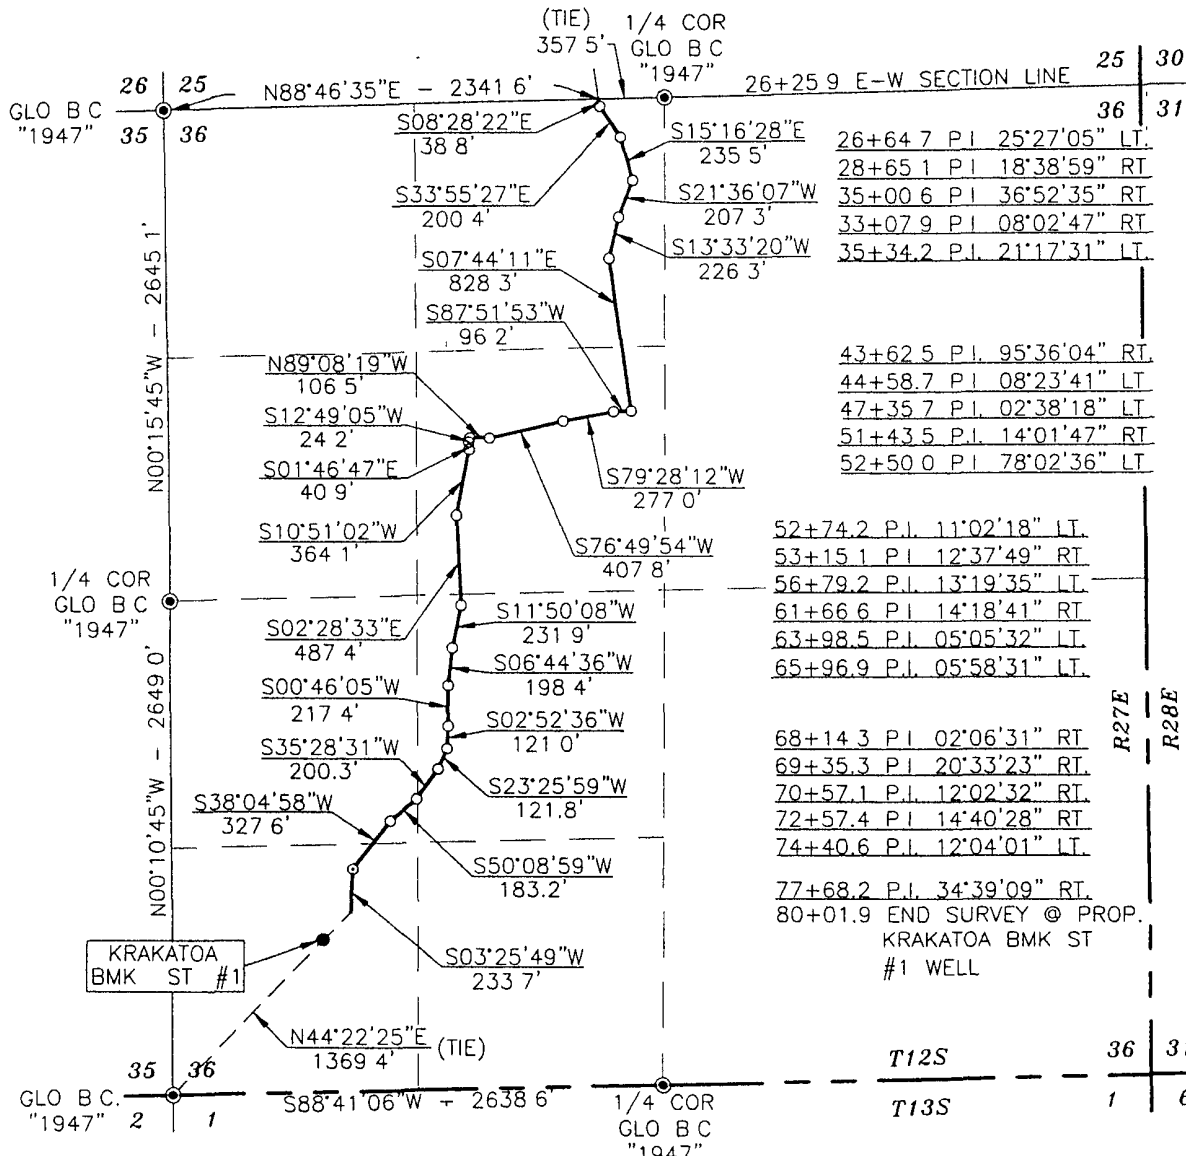 (TIE)
357 5'
1/4 COR
GLO B C
"1947"
26 25
35 36
GLO B C
"1947"
N88°46'35"E - 2341 6'
26+25 9 E-W SECTION LINE
25 30
36 31
S08°28'22"E
38 8'
S15°16'28"E
235 5'
S33°55'27"E
200 4'
S21°36'07"W
207 3'
S13°33'20"W
226 3'
S07°44'11"E
828 3'
S87°51'53"W
96 2'
N89°08'19"W
106 5'
S12°49'05"W
24 2'
S01°46'47"E
40 9'
S79°28'12"W
277 0'
S10°51'02"W
364 1'
S76°49'54"W
407 8'
26+64 7 P I 25°27'05" LT.
28+65 1 P I 18°38'59" RT
35+00 6 P I 36°52'35" RT
33+07.9 P I 08°02'47" RT
35+34.2 P.I. 21°17'31" LT.
43+62.5 P.I. 95°36'04" RT.
44+58.7 P.I 08°23'41" LT
47+35.7 P.I. 02°38'18" LT
51+43.5 P.I. 14°01'47" RT
52+50 0 P I 78°02'36" LT
N00°15'45"W - 2645 1'
1/4 COR
GLO B C
"1947"
52+74.2 P.I. 11°02'18" LT.
53+15.1 P I 12°37'49" RT
56+79.2 P.I. 13°19'35" LT.
61+66 6 P.I 14°18'41" RT
63+98.5 P.I. 05°05'32" LT.
65+96.9 P.I. 05°58'31" LT.
S02°28'33"E
487 4'
S11°50'08"W
231 9'
S06°44'36"W
198 4'
S00°46'05"W
217 4'
S02°52'36"W
121 0'
S35°28'31"W
200.3'
S23°25'59"W
121.8'
S38°04'58"W
327 6'
S50°08'59"W
183.2'
68+14.3 P I 02°06'31" RT
69+35.3 P I 20°33'23" RT.
70+57.1 P.I. 12°02'32" RT.
72+57.4 P I 14°40'28" RT
74+40.6 P.I. 12°04'01" LT.
77+68.2 P.I. 34°39'09" RT.
80+01.9 END SURVEY @ PROP.
KRAKATOA BMK ST
#1 WELL
R27E
R28E
N00°10'45"W - 2649 0'
KRAKATOA
BMK ST #1
S03°25'49"W
233 7'
N44°22'25"E (TIE)
1369 4'
35 36
2 1
GLO B C.
"1947"
S88°41'06"W - 2638 6'
1/4 COR
GLO B C
"1947"
T12S
T13S
36 3
1 6